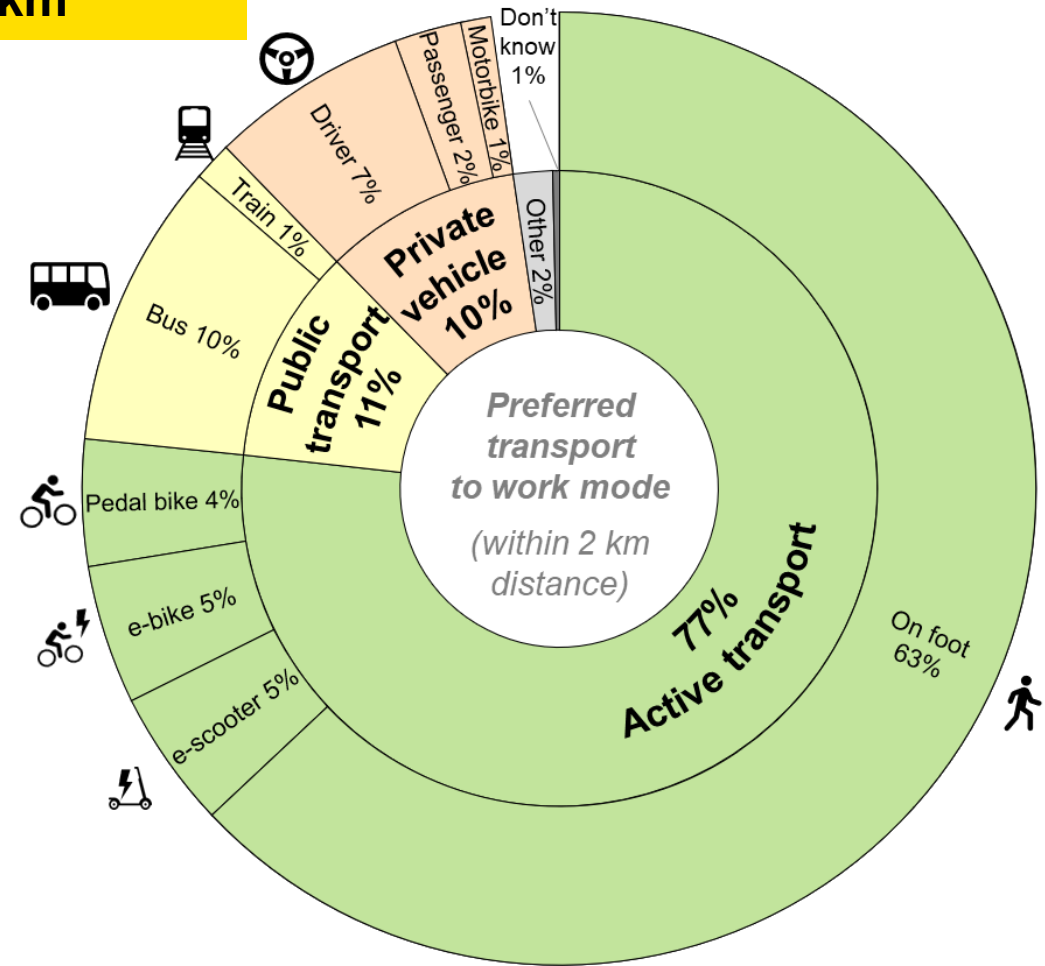 km
Don't
know
1%
Motorbike 1%
Passenger 2%
Driver 7%
Train 1%
Bus 10%
Pedal bike 4%
e-bike 5%
e-scooter 5%
On foot
63%
Other 2%
Private
vehicle
10%
Public
transport
11%
77%
Active transport
Preferred
transport
to work mode
(within 2 km
distance)